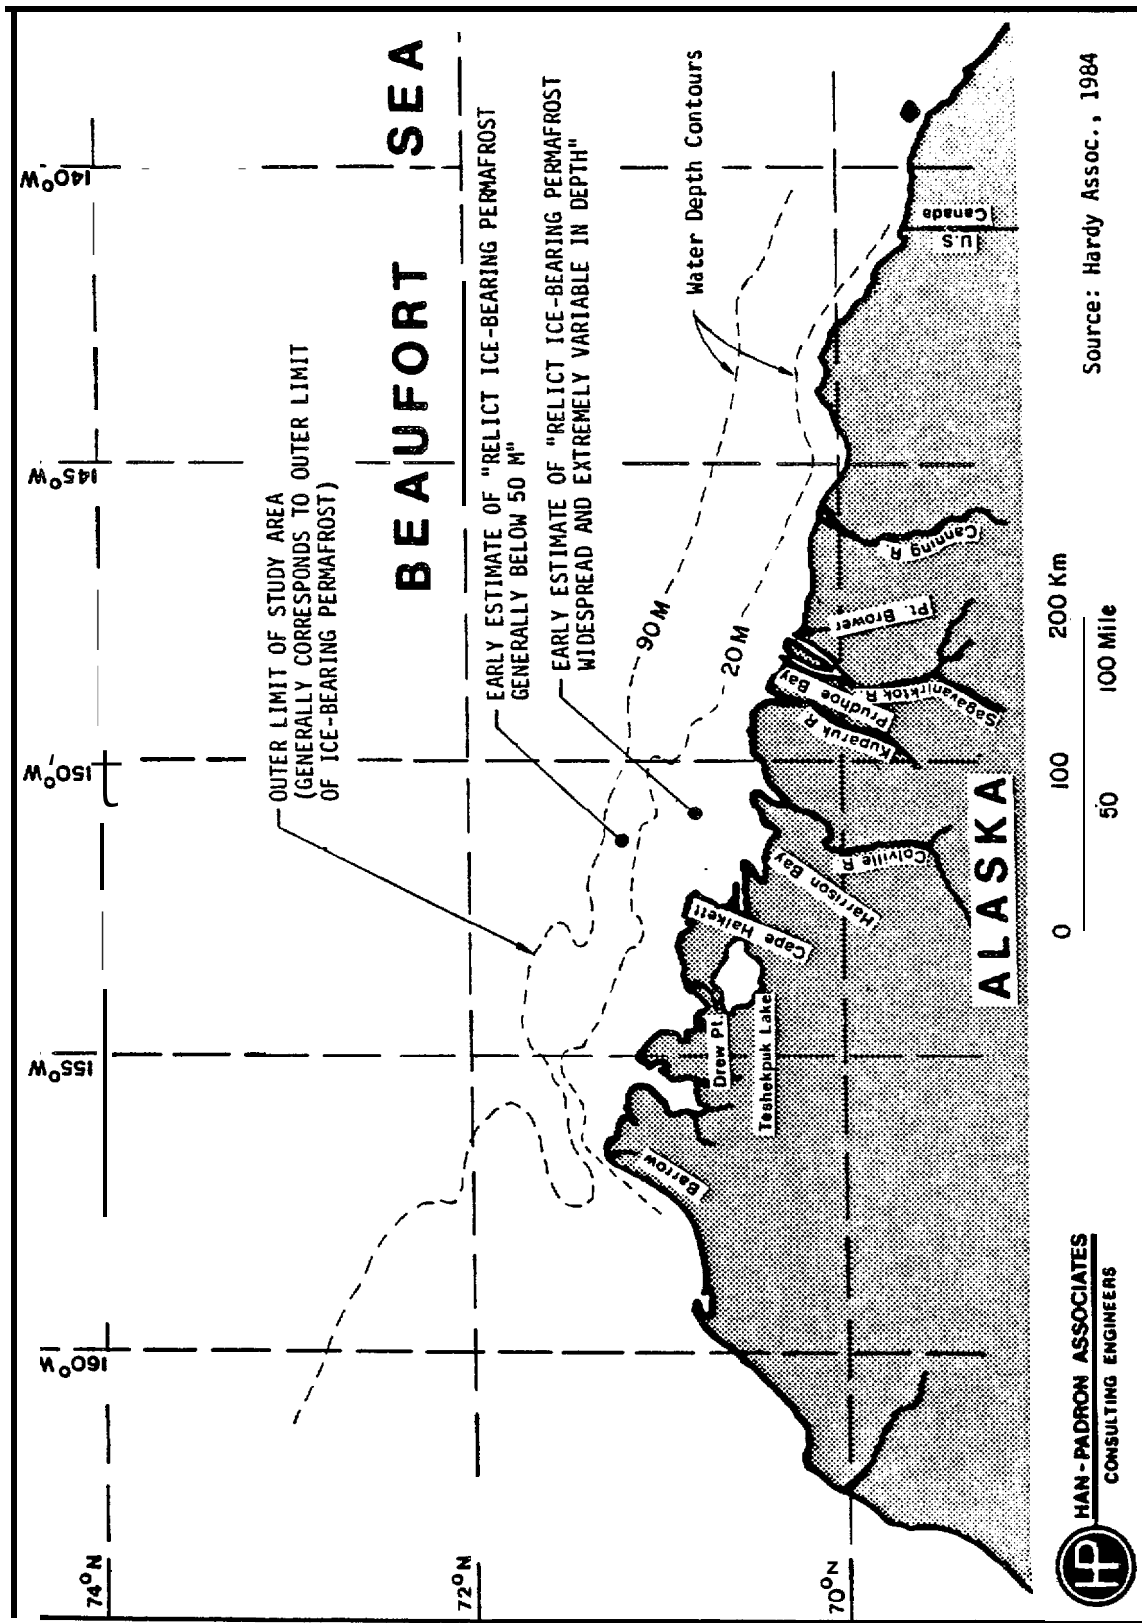 160°W
155°W
150°W
145°W
140°W
74°N
72°N
70°N
BEAUFORT SEA
OUTER LIMIT OF STUDY AREA
(GENERALLY CORRESPONDS TO OUTER LIMIT
OF ICE-BEARING PERMAFROST)
EARLY ESTIMATE OF "RELICT ICE-BEARING PERMAFROST
GENERALLY BELOW 50 M"
EARLY ESTIMATE OF "RELICT ICE-BEARING PERMAFROST
WIDESPREAD AND EXTREMELY VARIABLE IN DEPTH"
Water Depth Contours
90M
20M
Barrow
Drew Pt.
Teshekpuk Lake
Cape Halkett
Harrison Bay
Colville R.
Kuparuk R.
Prudhoe Bay
Sagavanirktok R.
Pt. Brower
Canning R.
U.S
Canada
ALASKA
0 100 200 Km
50 100 Mile
Source: Hardy Assoc., 1984
HP
HAN-PADRON ASSOCIATES
CONSULTING ENGINEERS